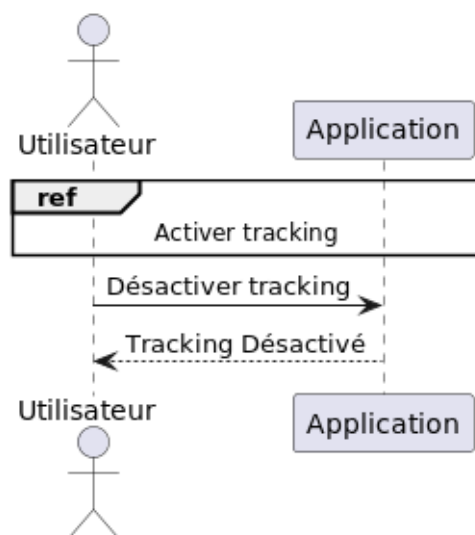 Utilisateur
Application
ref
Activer tracking
Désactiver tracking
Tracking Désactivé
Utilisateur
Application